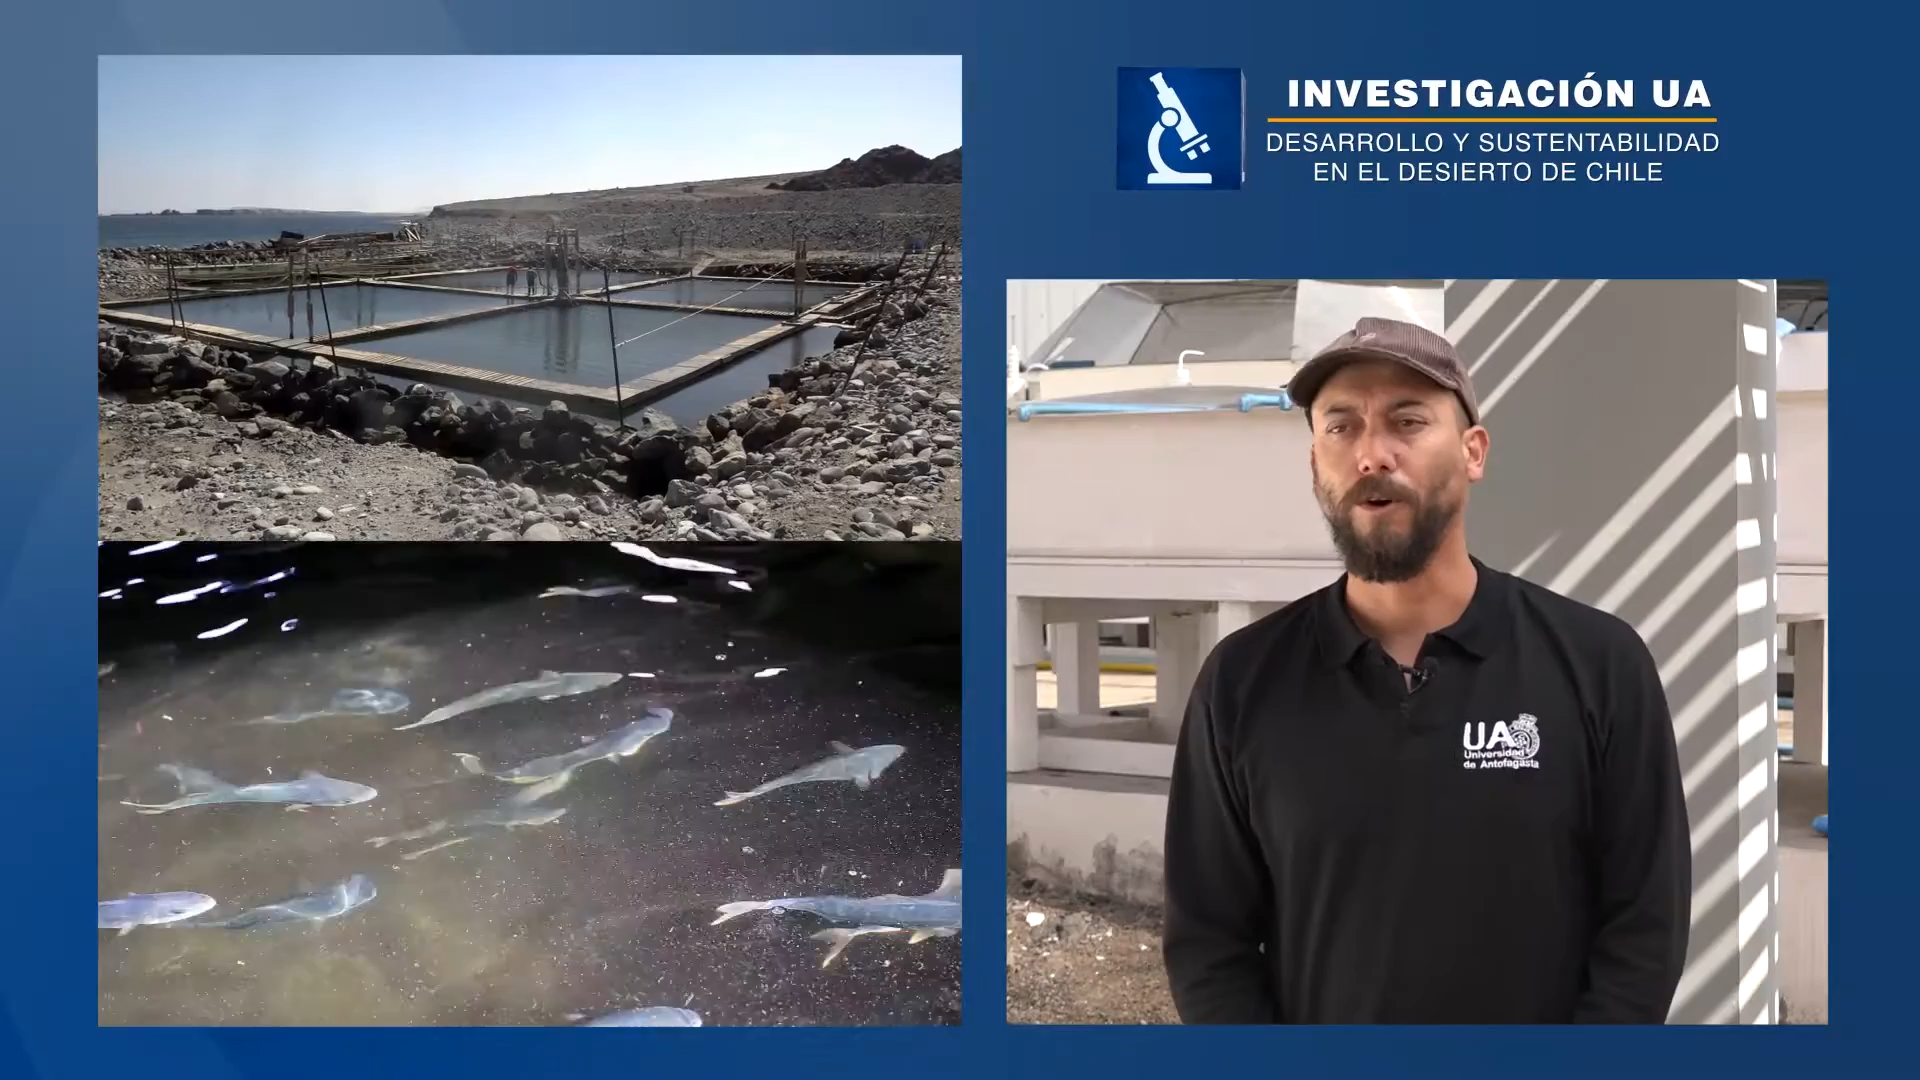 INVESTIGACIÓN UA
DESARROLLO Y SUSTENTABILIDAD
EN EL DESIERTO DE CHILE
UA
Universidad
de Antofagasta